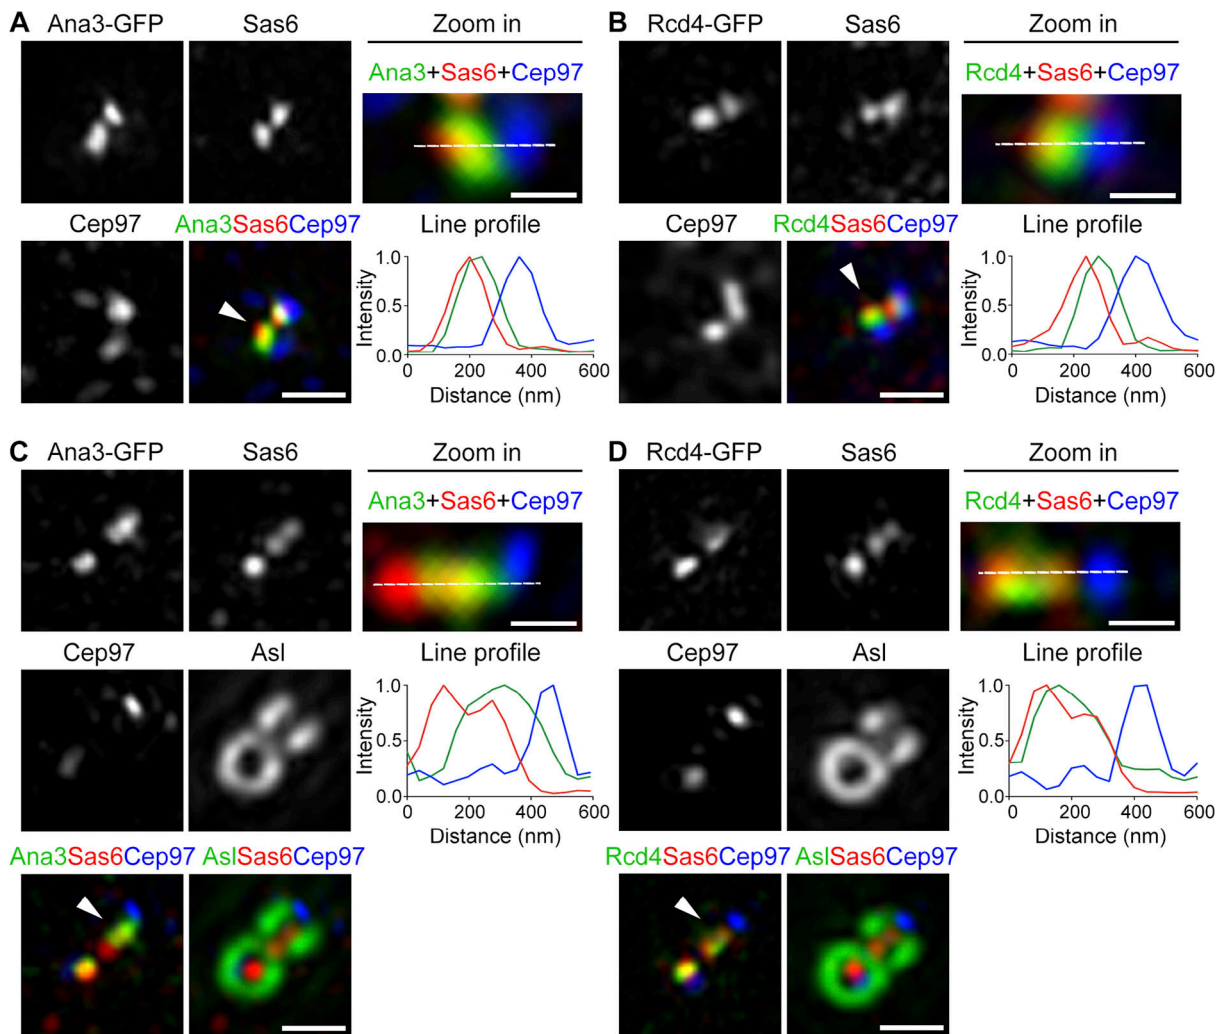 A Ana3-GFP Sas6 Zoom in
Ana3+Sas6+Cep97
Cep97 Ana3Sas6Cep97 Line profile
Intensity
1.0
0.5
0.0
0 200 400 600
Distance (nm)
B Rcd4-GFP Sas6 Zoom in
Rcd4+Sas6+Cep97
Cep97 Rcd4Sas6Cep97 Line profile
Intensity
1.0
0.5
0.0
0 200 400 600
Distance (nm)
C Ana3-GFP Sas6 Zoom in
Ana3+Sas6+Cep97
Cep97 Asl Line profile
Intensity
1.0
0.5
0.0
0 200 400 600
Distance (nm)
Ana3Sas6Cep97 AslSas6Cep97
D Rcd4-GFP Sas6 Zoom in
Rcd4+Sas6+Cep97
Cep97 Asl Line profile
Intensity
1.0
0.5
0.0
0 200 400 600
Distance (nm)
Rcd4Sas6Cep97 AslSas6Cep97